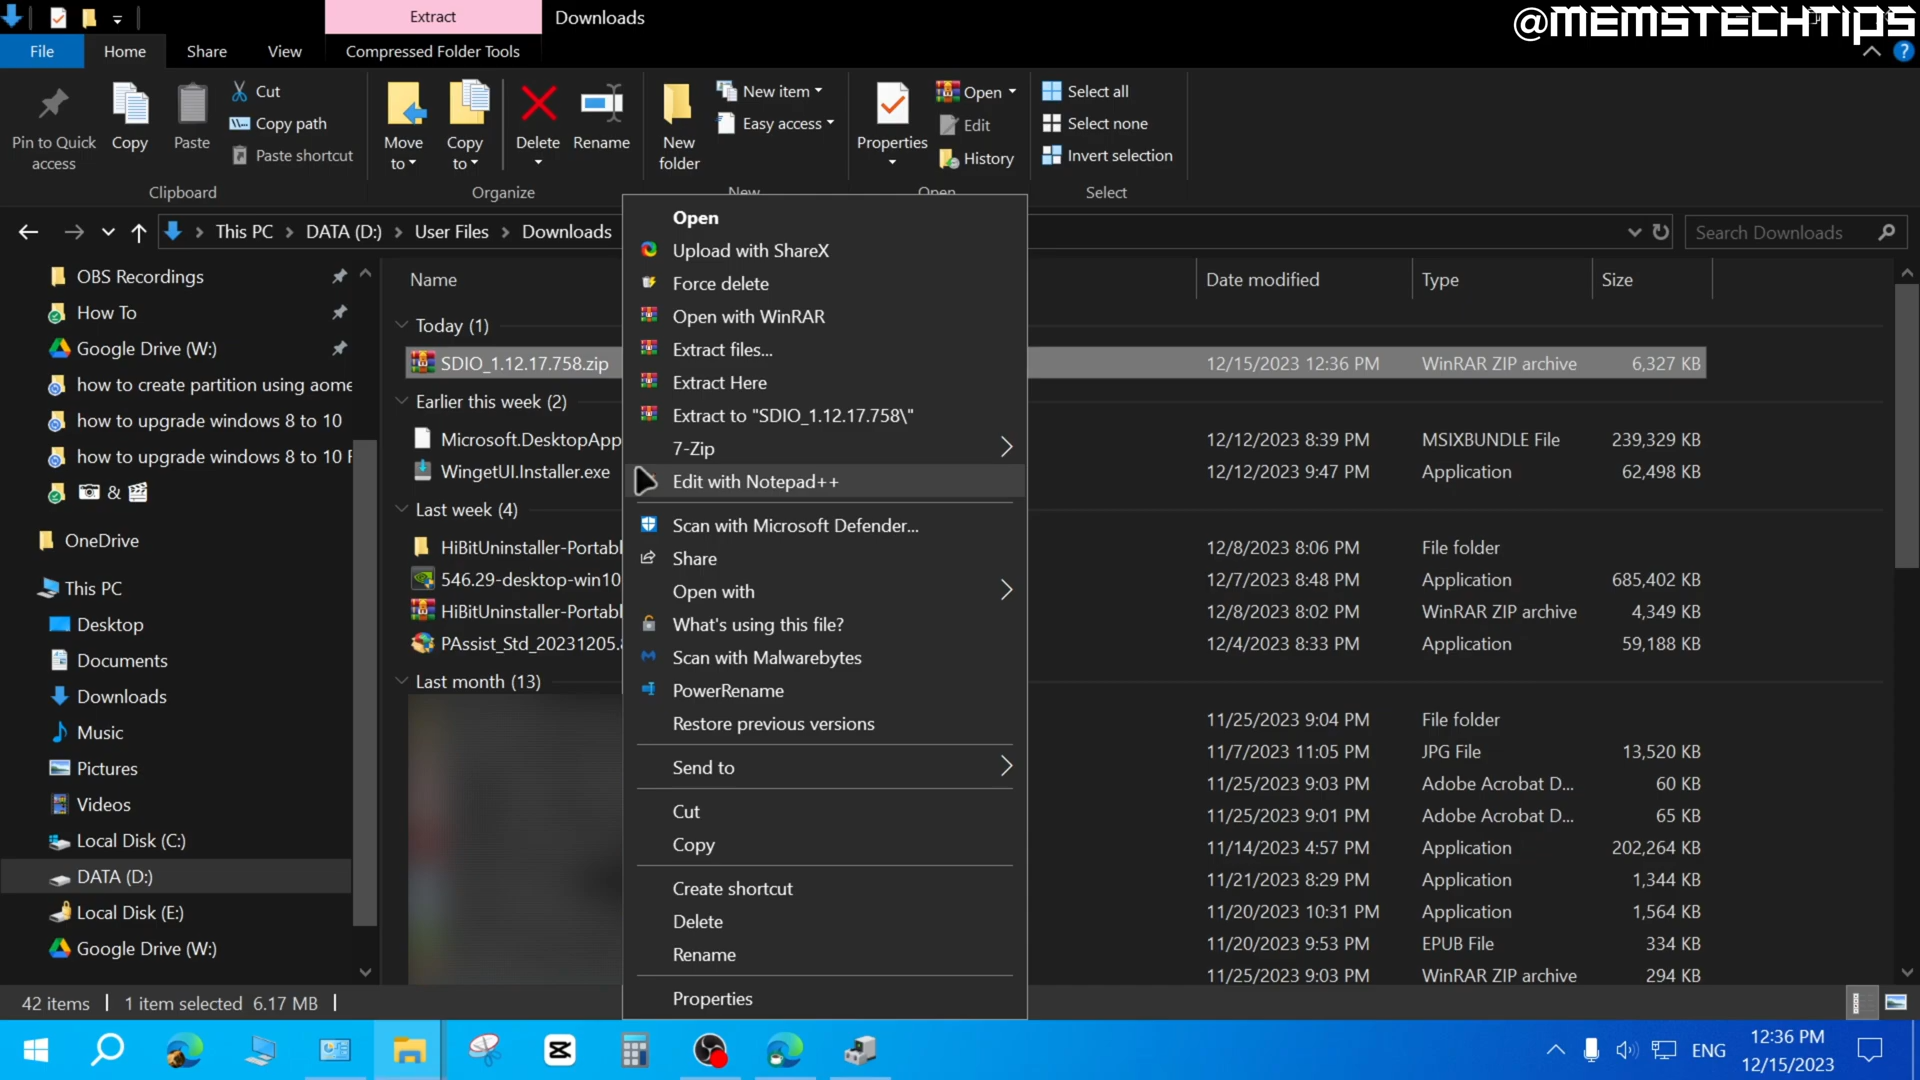 Extract
Downloads
@MEMSTECHTIPS
File
Home
Share
View
Compressed Folder Tools
Pin to Quick access
Copy
Paste
Cut
Copy path
Paste shortcut
Move to
Copy to
Delete
Rename
New folder
New item
Easy access
Properties
Open
Edit
History
Select all
Select none
Invert selection
Clipboard
Organize
New
Open
Select
This PC
DATA (D:)
User Files
Downloads
Search Downloads
OBS Recordings
How To
Google Drive (W:)
how to create partition using aome
how to upgrade windows 8 to 10
how to upgrade windows 8 to 10 F
&
OneDrive
This PC
Desktop
Documents
Downloads
Music
Pictures
Videos
Local Disk (C:)
DATA (D:)
Local Disk (E:)
Google Drive (W:)
Name
Date modified
Type
Size
Today (1)
SDIO_1.12.17.758.zip
12/15/2023 12:36 PM
WinRAR ZIP archive
6,327 KB
Earlier this week (2)
Microsoft.DesktopApp
12/12/2023 8:39 PM
MSIXBUNDLE File
239,329 KB
WingetUI.Installer.exe
12/12/2023 9:47 PM
Application
62,498 KB
Last week (4)
HiBitUninstaller-Portabl
12/8/2023 8:06 PM
File folder
546.29-desktop-win10
12/7/2023 8:48 PM
Application
685,402 KB
HiBitUninstaller-Portabl
12/8/2023 8:02 PM
WinRAR ZIP archive
4,349 KB
PAssist_Std_20231205.
12/4/2023 8:33 PM
Application
59,188 KB
Last month (13)
11/25/2023 9:04 PM
File folder
11/7/2023 11:05 PM
JPG File
13,520 KB
11/25/2023 9:03 PM
Adobe Acrobat D...
60 KB
11/25/2023 9:01 PM
Adobe Acrobat D...
65 KB
11/14/2023 4:57 PM
Application
202,264 KB
11/21/2023 8:29 PM
Application
1,344 KB
11/20/2023 10:31 PM
Application
1,564 KB
11/20/2023 9:53 PM
EPUB File
334 KB
11/25/2023 9:03 PM
WinRAR ZIP archive
294 KB
Open
Upload with ShareX
Force delete
Open with WinRAR
Extract files...
Extract Here
Extract to "SDIO_1.12.17.758\"
7-Zip
Edit with Notepad++
Scan with Microsoft Defender...
Share
Open with
What's using this file?
Scan with Malwarebytes
PowerRename
Restore previous versions
Send to
Cut
Copy
Create shortcut
Delete
Rename
Properties
42 items
1 item selected 6.17 MB
ENG
12:36 PM
12/15/2023